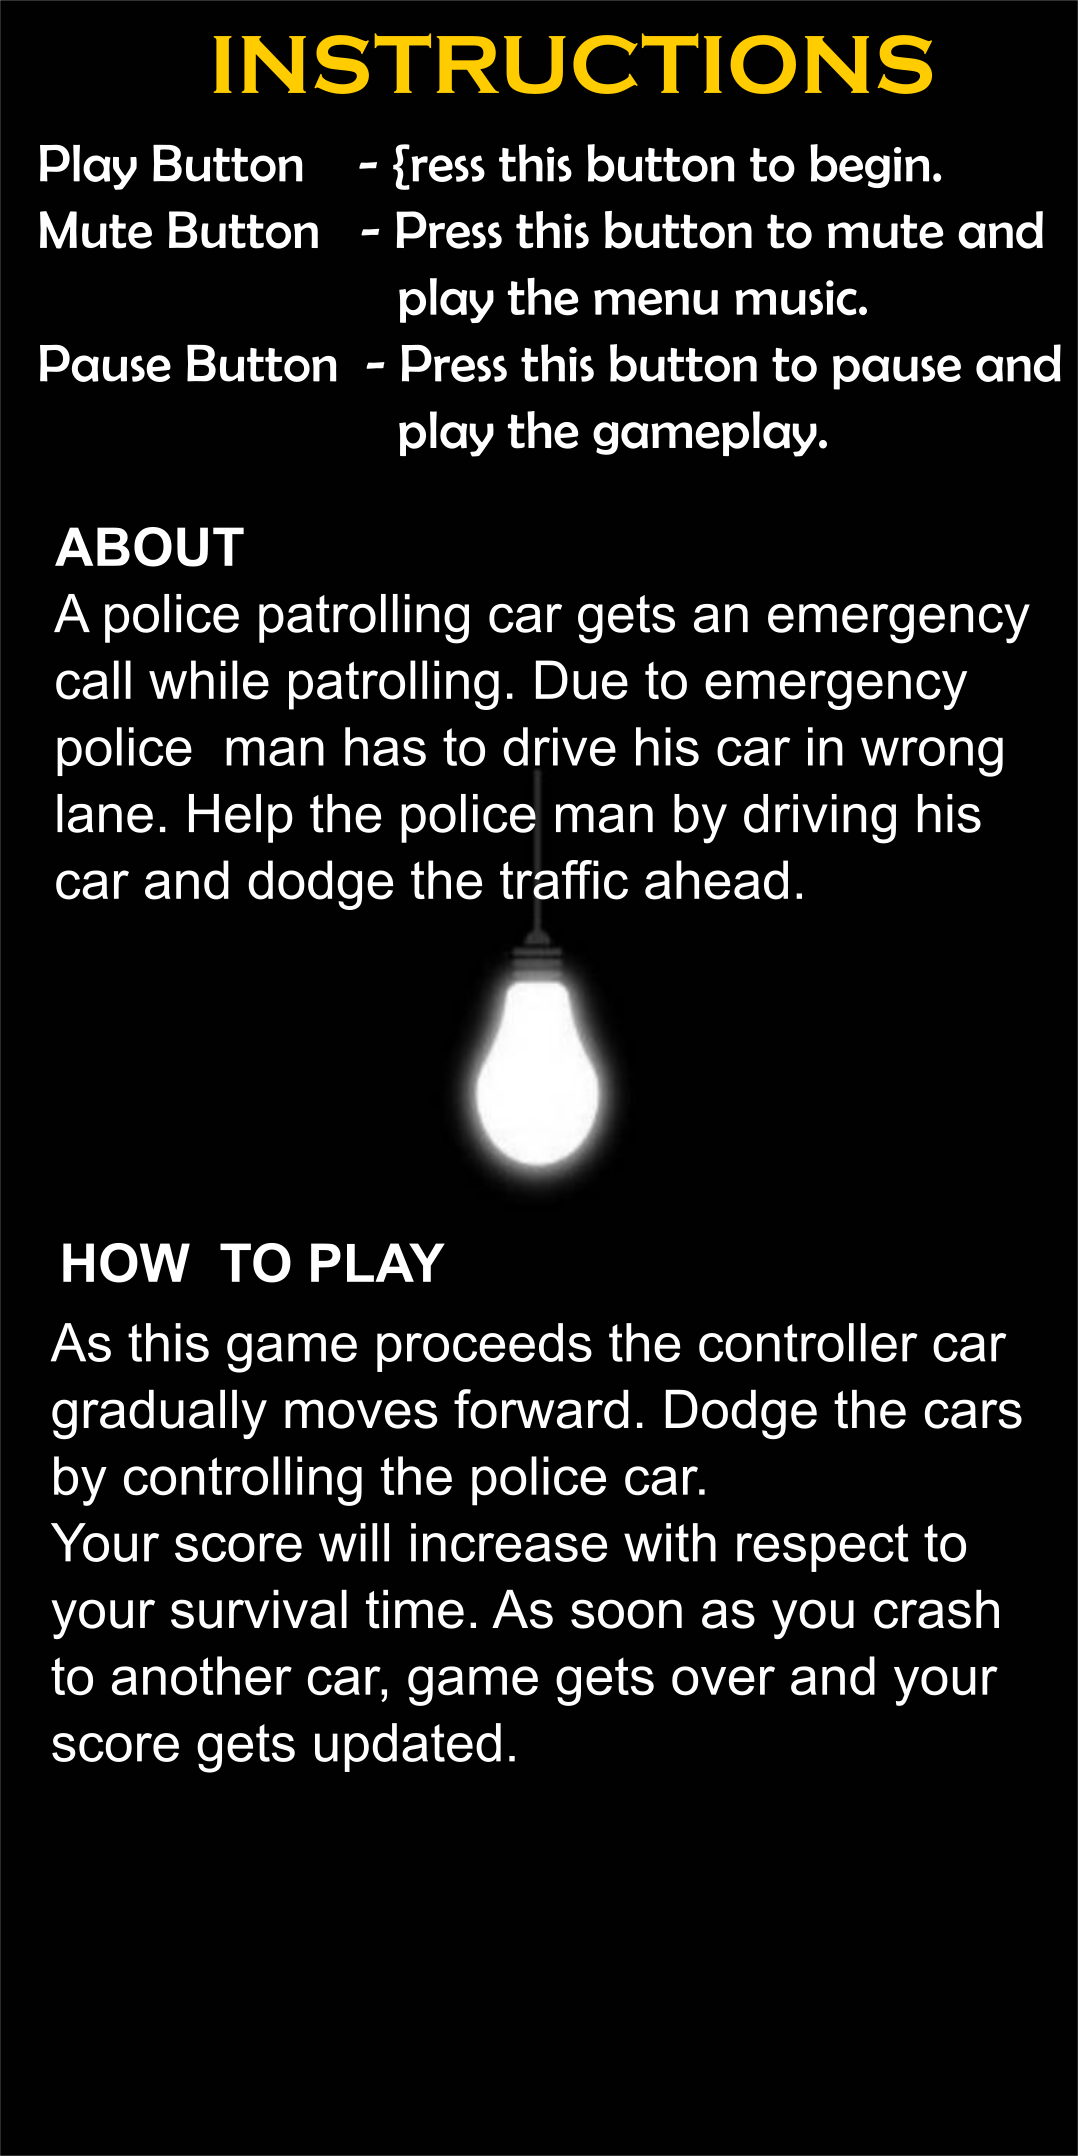 INSTRUCTIONS
Play Button - {ress this button to begin.
Mute Button - Press this button to mute and
play the menu music.
Pause Button - Press this button to pause and
play the gameplay.
ABOUT
A police patrolling car gets an emergency
call while patrolling. Due to emergency
police man has to drive his car in wrong
lane. Help the police man by driving his
car and dodge the traffic ahead.
HOW TO PLAY
As this game proceeds the controller car
gradually moves forward. Dodge the cars
by controlling the police car.
Your score will increase with respect to
your survival time. As soon as you crash
to another car, game gets over and your
score gets updated.